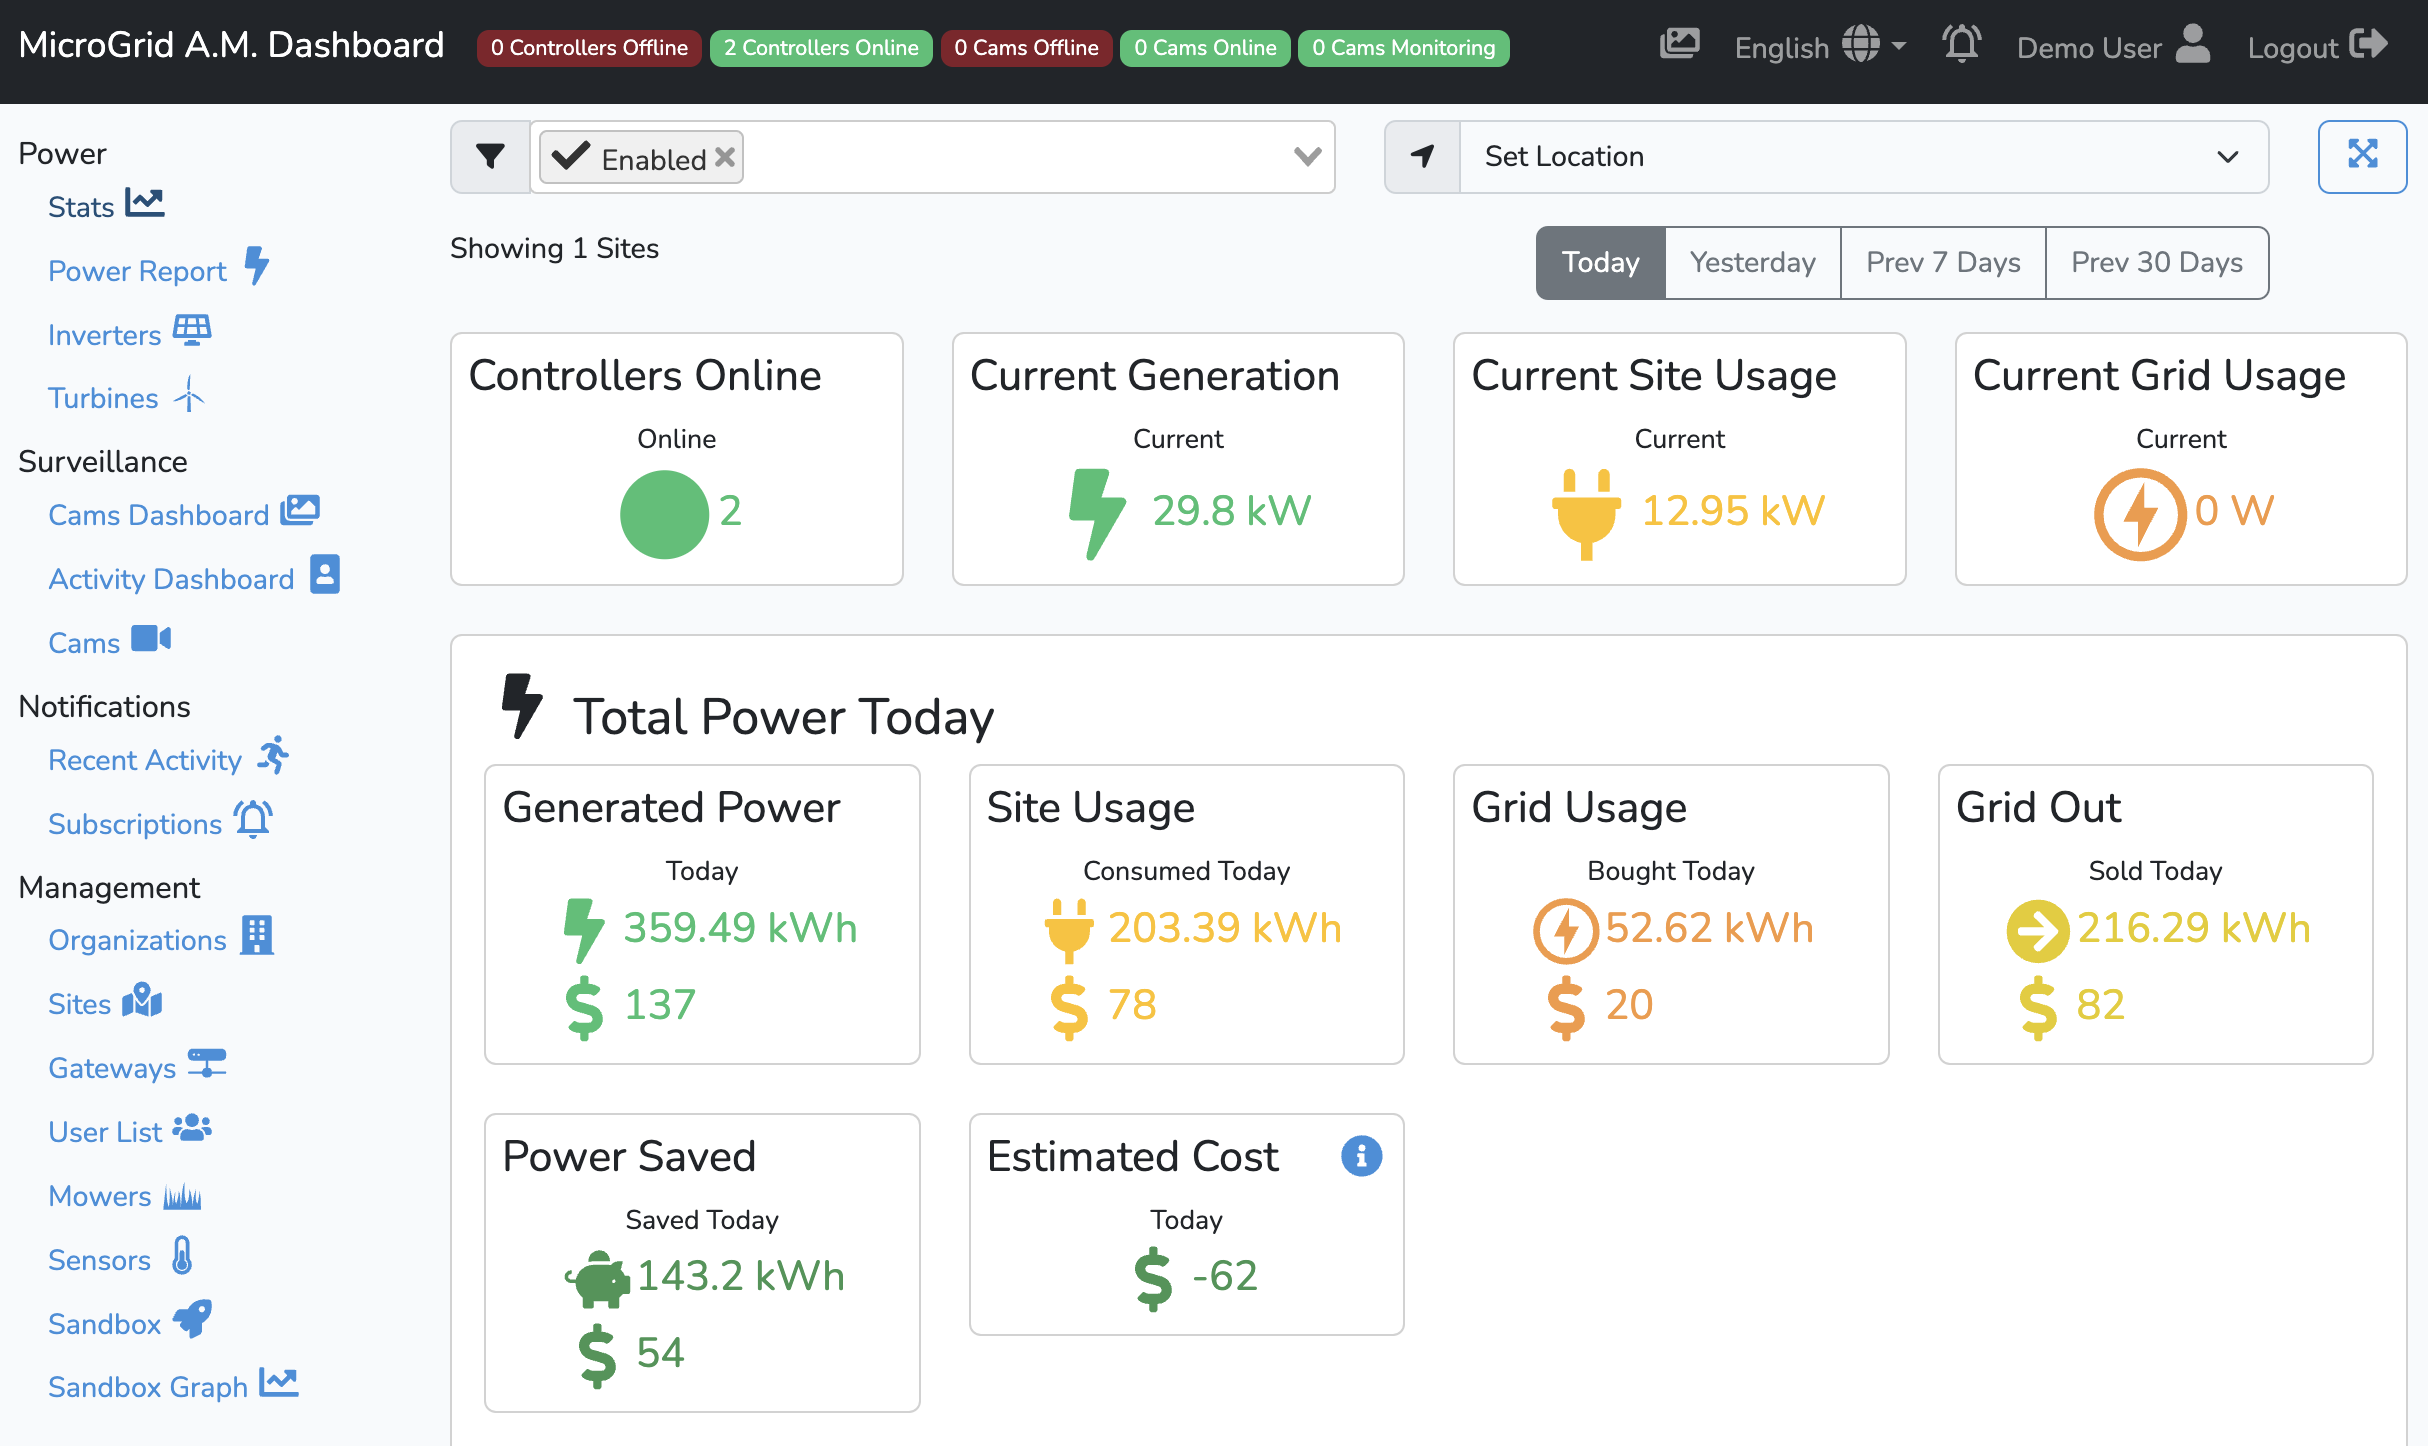 MicroGrid A.M. Dashboard
0 Controllers Offline
2 Controllers Online
0 Cams Offline
0 Cams Online
0 Cams Monitoring
English
Demo User
Logout
Power
Stats
Power Report
Inverters
Turbines
Surveillance
Cams Dashboard
Activity Dashboard
Cams
Notifications
Recent Activity
Subscriptions
Management
Organizations
Sites
Gateways
User List
Mowers
Sensors
Sandbox
Sandbox Graph
Enabled
Set Location
Showing 1 Sites
Today
Yesterday
Prev 7 Days
Prev 30 Days
Controllers Online
Online
2
Current Generation
Current
29.8 kW
Current Site Usage
Current
12.95 kW
Current Grid Usage
Current
0 W
Total Power Today
Generated Power
Today
359.49 kWh
$ 137
Site Usage
Consumed Today
203.39 kWh
$ 78
Grid Usage
Bought Today
52.62 kWh
$ 20
Grid Out
Sold Today
216.29 kWh
$ 82
Power Saved
Saved Today
143.2 kWh
$ 54
Estimated Cost
Today
$ -62